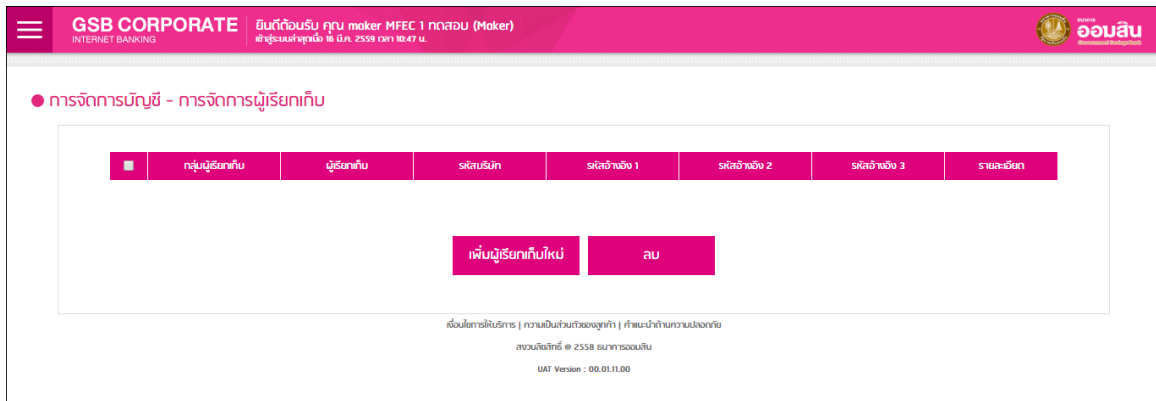 GSB CORPORATE
INTERNET BANKING
ยินดีต้อนรับ คุณ maker MFEC 1 ทดสอบ (Maker)
เข้าสู่ระบบล่าสุดเมื่อ 16 มี.ค. 2559 เวลา 10:47 น.
ธนาคาร
ออมสิน
Government Savings Bank
การจัดการบัญชี - การจัดการผู้เรียกเก็บ
กลุ่มผู้เรียกเก็บ ผู้เรียกเก็บ รหัสบริษัท รหัสอ้างอิง 1 รหัสอ้างอิง 2 รหัสอ้างอิง 3 รายละเอียด
เพิ่มผู้เรียกเก็บใหม่ ลบ
เงื่อนไขการให้บริการ | ความเป็นส่วนตัวของลูกค้า | คำแนะนำด้านความปลอดภัย
สงวนลิขสิทธิ์ @ 2558 ธนาคารออมสิน
UAT Version : 00.01.11.00